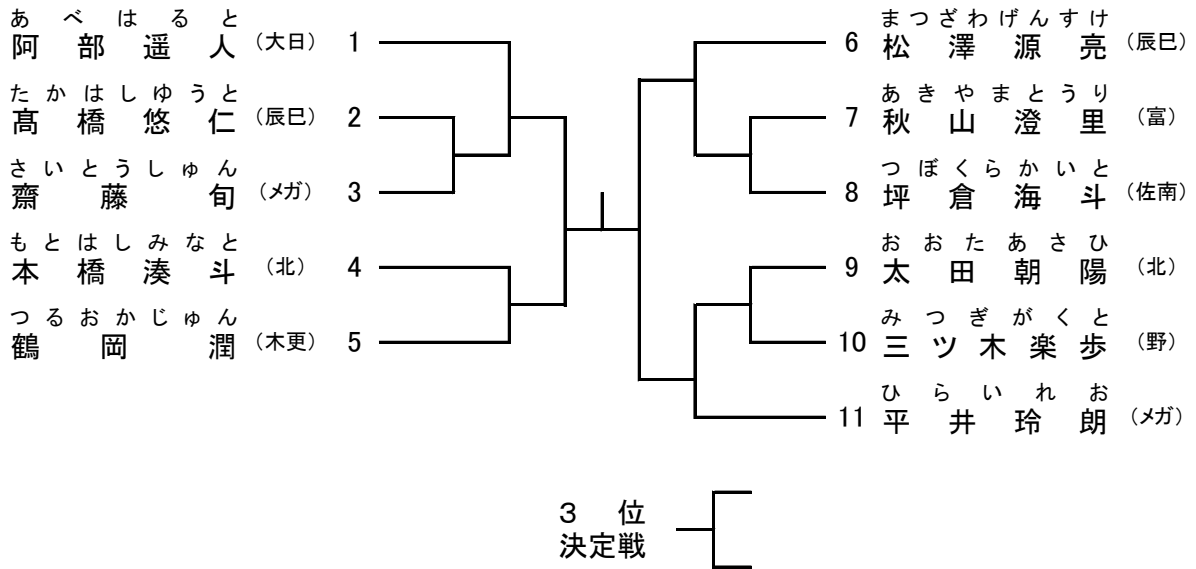 あべはると
阿部遥人 (大日) 1
たかはしゆうと
髙橋悠仁 (辰巳) 2
さいとうしゅん
齋藤旬 (メガ) 3
もとはしみなと
本橋湊斗 (北) 4
つるおかじゅん
鶴岡潤 (木更) 5
まつざわげんすけ
6 松澤源亮 (辰巳)
あきやまとうり
7 秋山澄里 (富)
つぼくらかいと
8 坪倉海斗 (佐南)
おおたあさひ
9 太田朝陽 (北)
みつぎがくと
10 三ツ木楽歩 (野)
ひらいれお
11 平井玲朗 (メガ)
3位
決定戦